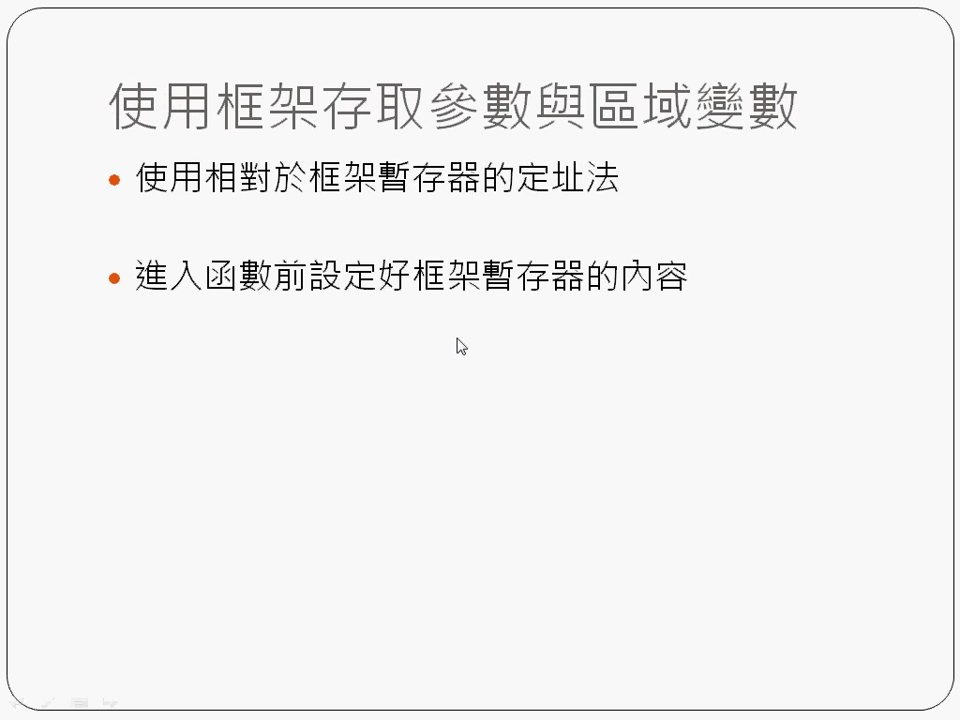 使用框架存取參數與區域變數
使用相對於框架暫存器的定址法
進入函數前設定好框架暫存器的內容